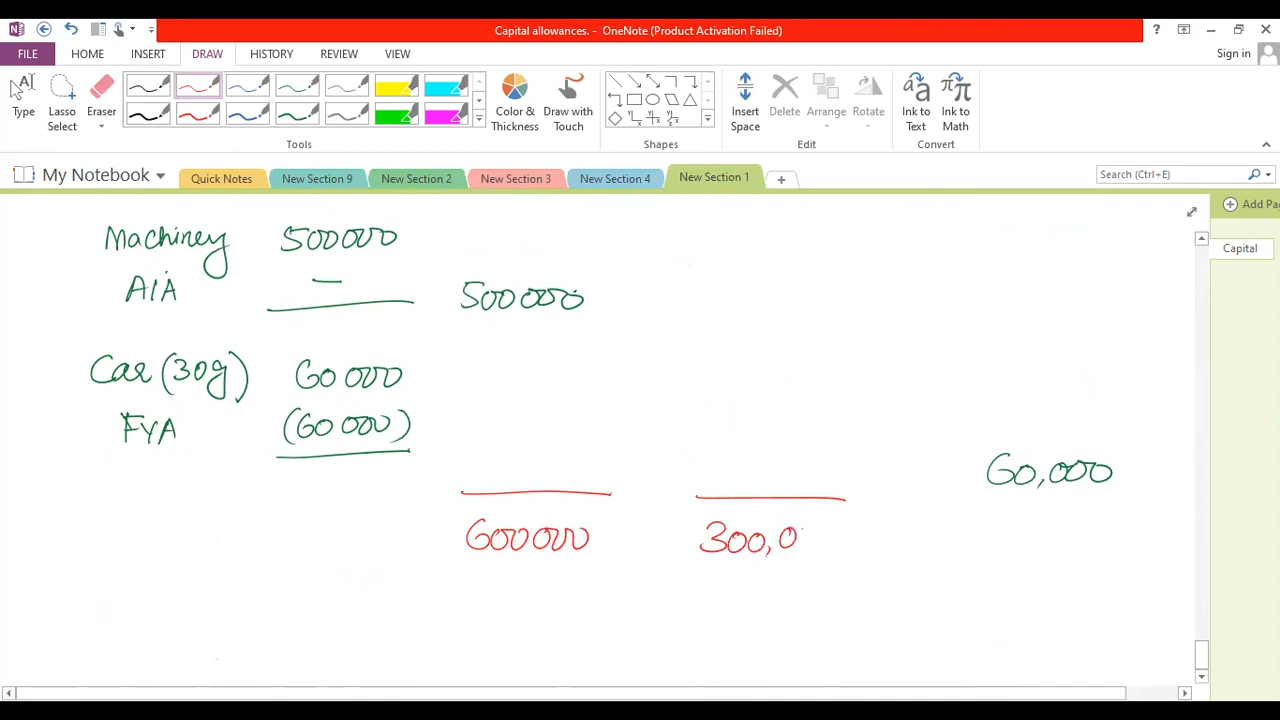 Capital allowances. - OneNote (Product Activation Failed)
FILE HOME INSERT DRAW HISTORY REVIEW VIEW
Sign in
Type
Lasso Select
Eraser
Color & Thickness
Draw with Touch
Insert Space
Delete
Arrange
Rotate
Ink to Text
Ink to Math
Tools
Shapes
Edit
Convert
My Notebook
Quick Notes
New Section 9
New Section 2
New Section 3
New Section 4
New Section 1
Search (Ctrl+E)
Add Pa
Capital
Machinery 500000
AIA — 500000
Car (30g) 60000
FYA (60000)
60,000
600000 300,0